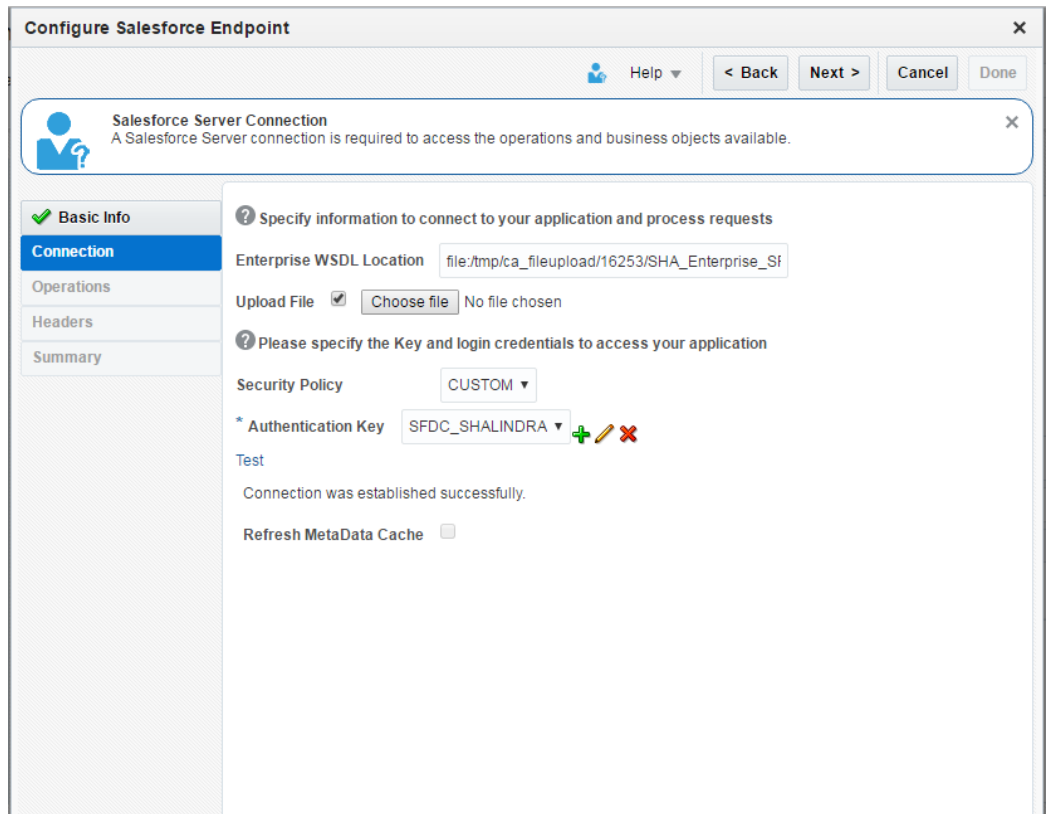 Configure Salesforce Endpoint
Help
< Back
Next >
Cancel
Done
Salesforce Server Connection
A Salesforce Server connection is required to access the operations and business objects available.
Basic Info
Connection
Operations
Headers
Summary
Specify information to connect to your application and process requests
Enterprise WSDL Location file:/tmp/ca_fileupload/16253/SHA_Enterprise_
Upload File Choose file No file chosen
Please specify the Key and login credentials to access your application
Security Policy CUSTOM
* Authentication Key SFDC_SHALINDRA
Test
Connection was established successfully.
Refresh MetaData Cache